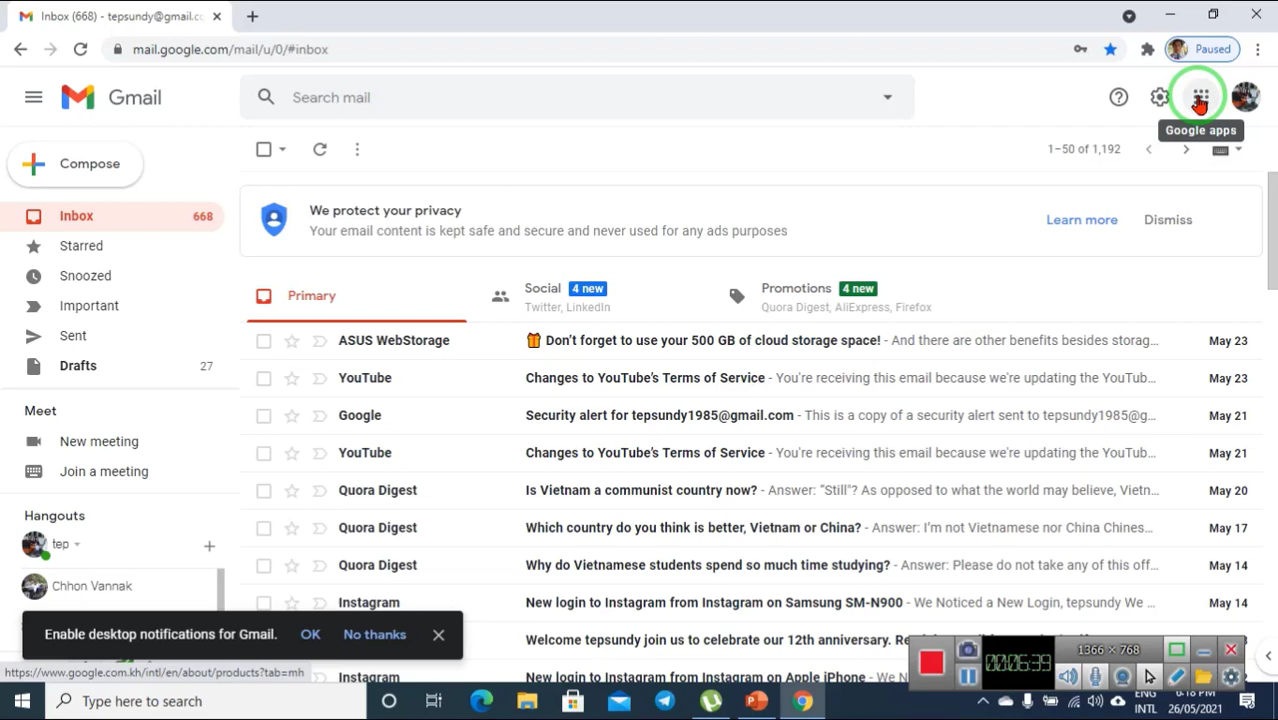 Inbox (668) - tepsundy@gmail.co
mail.google.com/mail/u/0/#inbox
Paused
Gmail
Search mail
Google apps
Compose
1–50 of 1,192
Inbox 668
Starred
Snoozed
Important
Sent
Drafts 27
Meet
New meeting
Join a meeting
Hangouts
tep
Chhon Vannak
We protect your privacy
Your email content is kept safe and secure and never used for any ads purposes
Learn more
Dismiss
Primary
Social 4 new
Twitter, LinkedIn
Promotions 4 new
Quora Digest, AliExpress, Firefox
ASUS WebStorage Don't forget to use your 500 GB of cloud storage space! - And there are other benefits besides storag... May 23
YouTube Changes to YouTube's Terms of Service - You're receiving this email because we're updating the YouTub... May 23
Google Security alert for tepsundy1985@gmail.com - This is a copy of a security alert sent to tepsundy1985@g... May 21
YouTube Changes to YouTube's Terms of Service - You're receiving this email because we're updating the YouTub... May 21
Quora Digest Is Vietnam a communist country now? - Answer: "Still"? As opposed to what the world may believe, Vietn... May 20
Quora Digest Which country do you think is better, Vietnam or China? - Answer: I'm not Vietnamese nor China Chines... May 17
Quora Digest Why do Vietnamese students spend so much time studying? - Answer: Please do not take any of this off... May 14
Instagram New login to Instagram from Instagram on Samsung SM-N900 - We Noticed a New Login, tepsundy We ... May 14
Welcome tepsundy join us to celebrate our 12th anniversary.
Instagram New login to Instagram from Instagram on Apple iPhone
Enable desktop notifications for Gmail. OK No thanks
https://www.google.com.kh/intl/en/about/products?tab=mh
1366 × 768
00:06:39
Type here to search
ENG
INTL
6:18 PM
26/05/2021